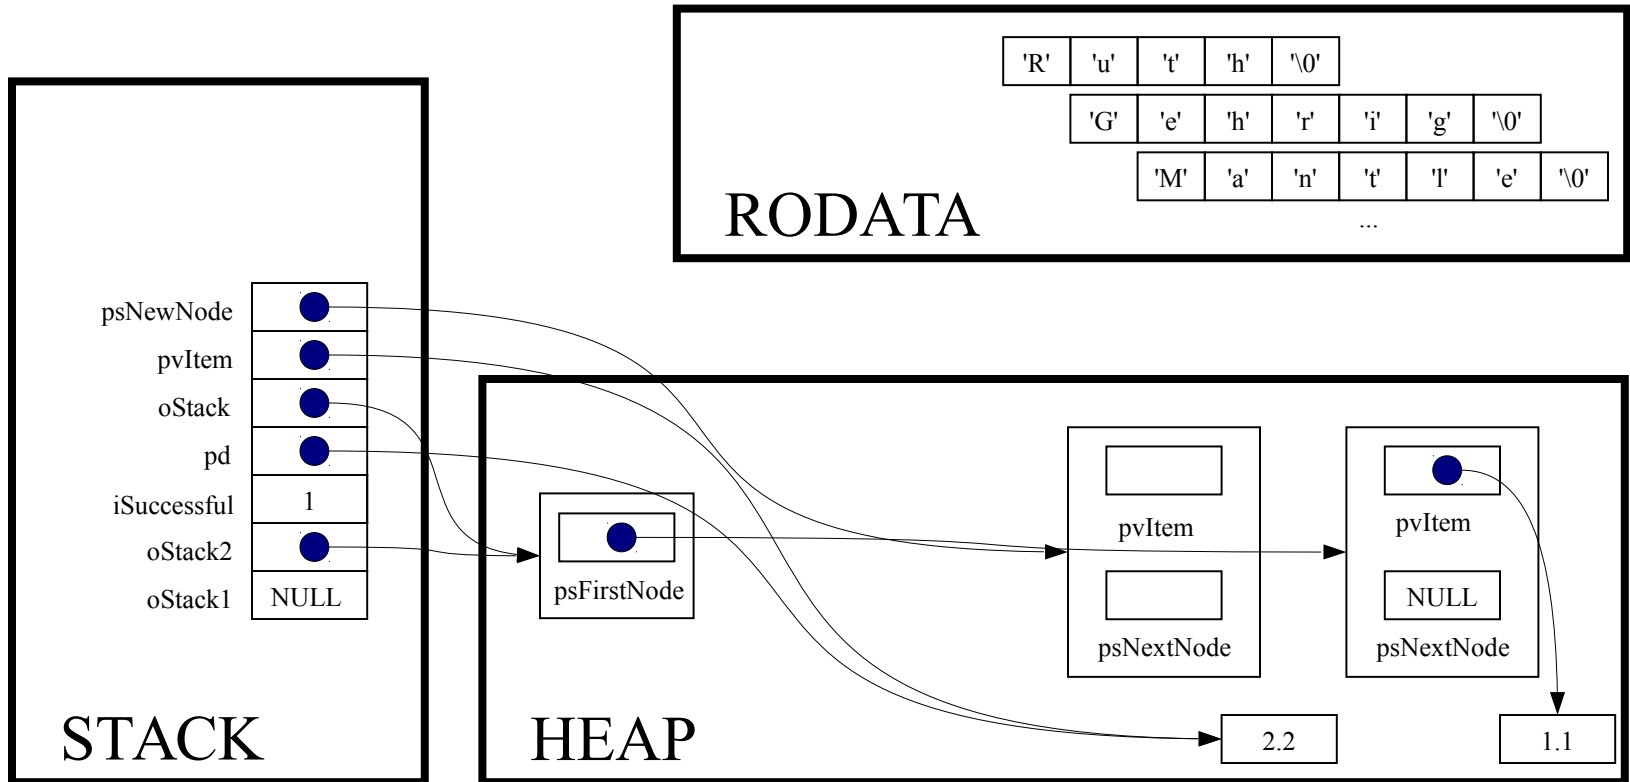 'R' 'u' 't' 'h' '\0'
'G' 'e' 'h' 'r' 'i' 'g' '\0'
'M' 'a' 'n' 't' 'l' 'e' '\0'
...
RODATA
psNewNode
pvItem
oStack
pd
iSuccessful 1
oStack2
oStack1 NULL
STACK
psFirstNode
pvItem
psNextNode
pvItem
NULL
psNextNode
2.2
1.1
HEAP